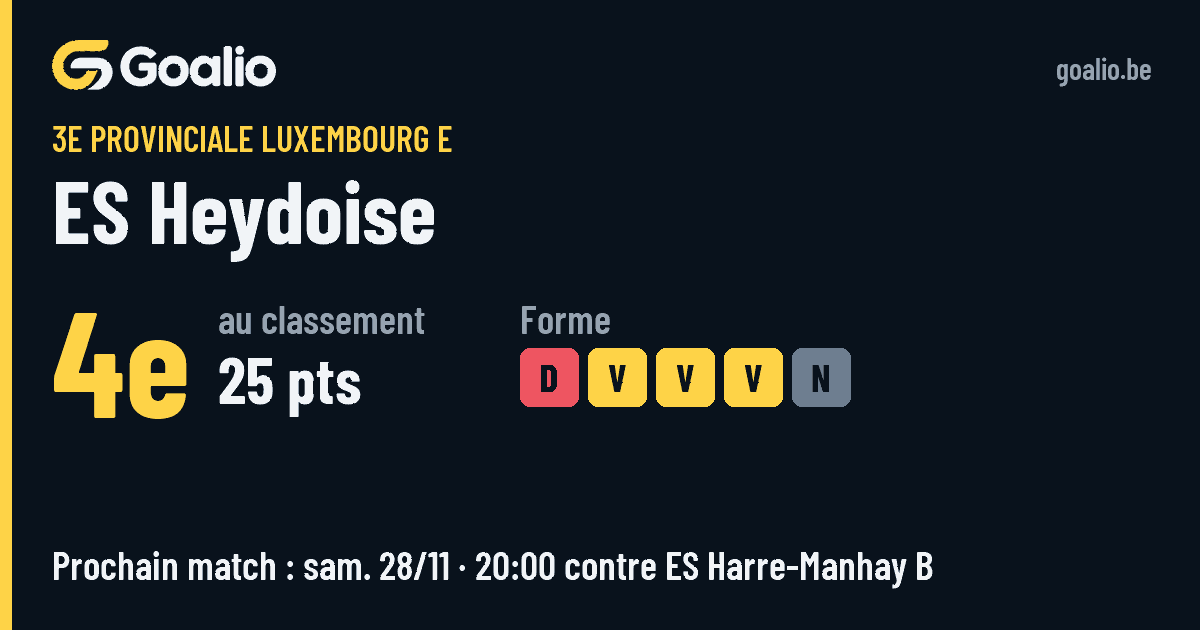 Goalio
goalio.be
3E PROVINCIALE LUXEMBOURG E
ES Heydoise
4e
au classement
25 pts
Forme
D V V V N
Prochain match : sam. 28/11 · 20:00 contre ES Harre-Manhay B